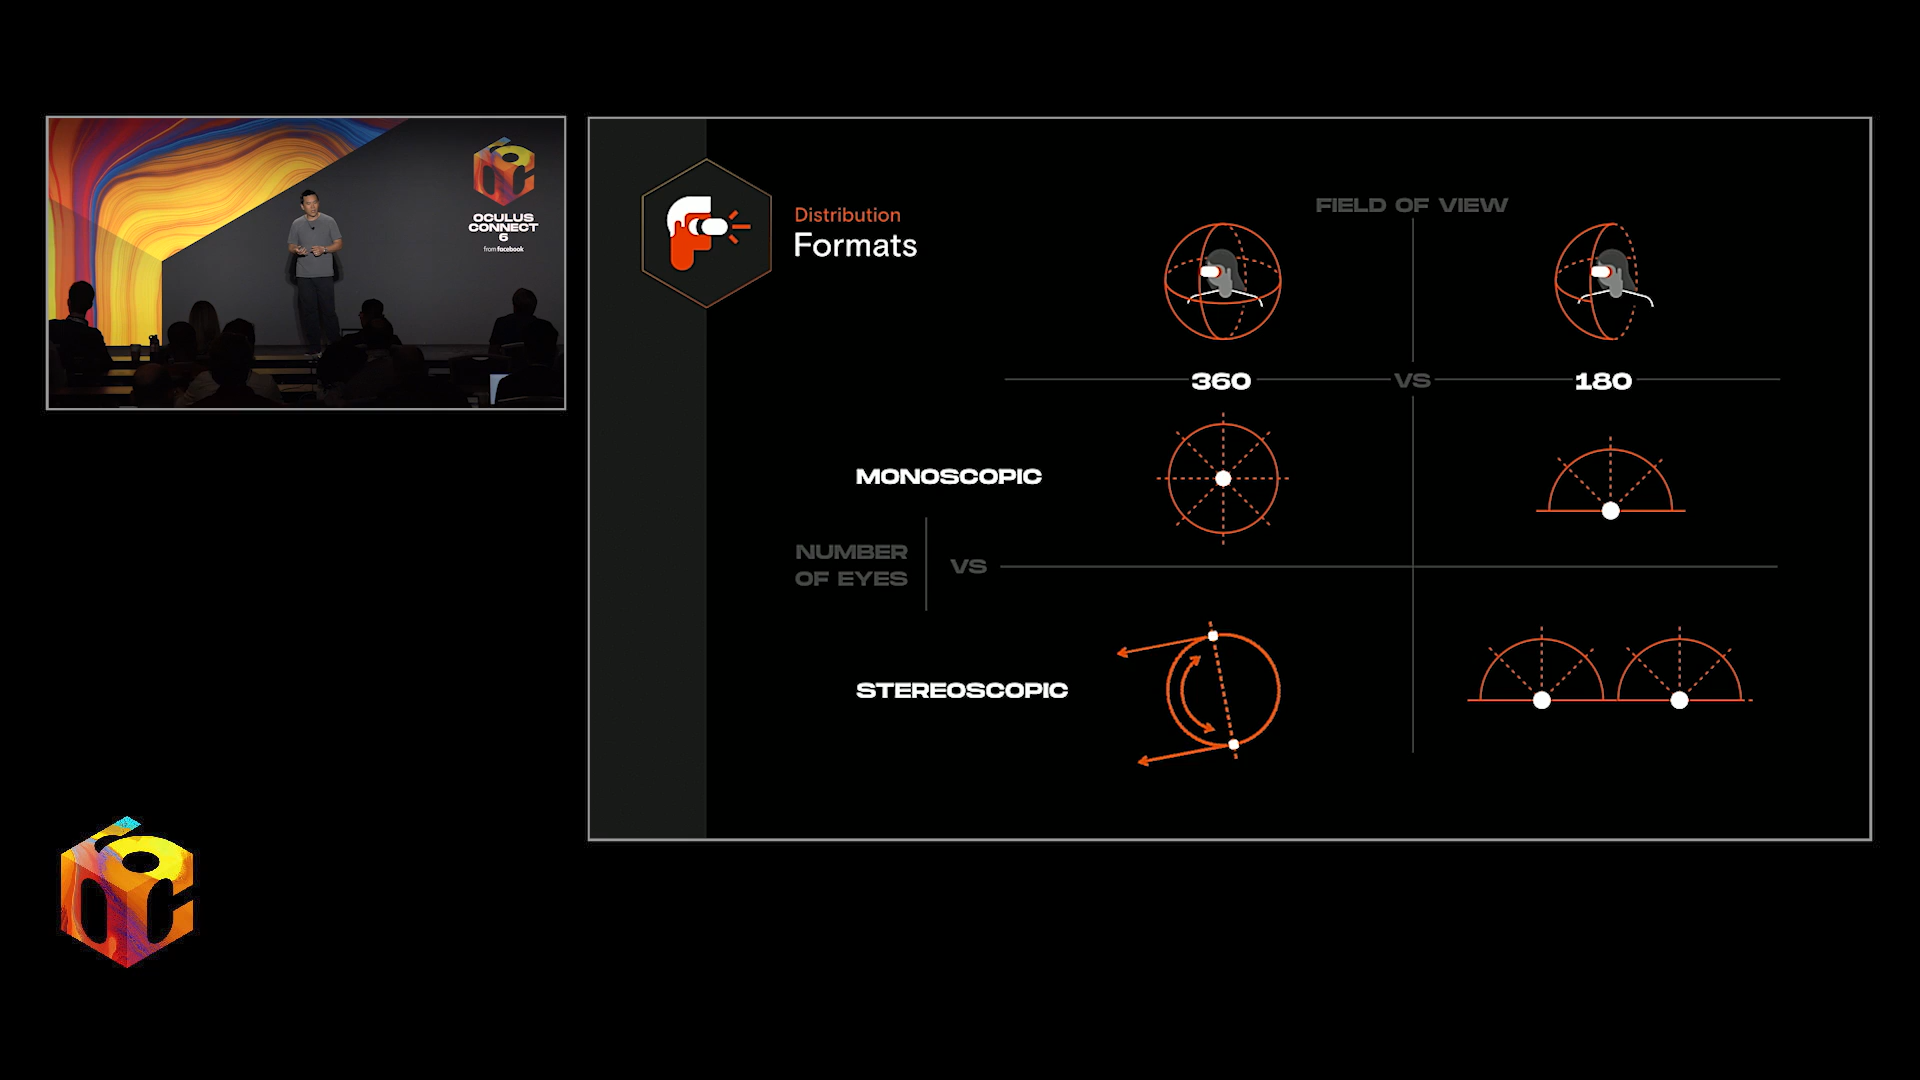 OCULUS
CONNECT
6
from facebook
Distribution
Formats
FIELD OF VIEW
360
VS
180
MONOSCOPIC
NUMBER
OF EYES
VS
STEREOSCOPIC